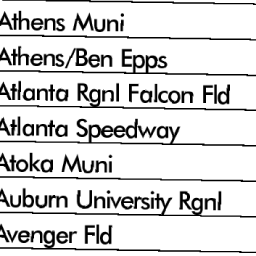 Athens Muni
Athens/Ben Epps
Atlanta Rgnl Falcon Fld
Atlanta Speedway
Atoka Muni
Auburn University Rgnl
Avenger Fld